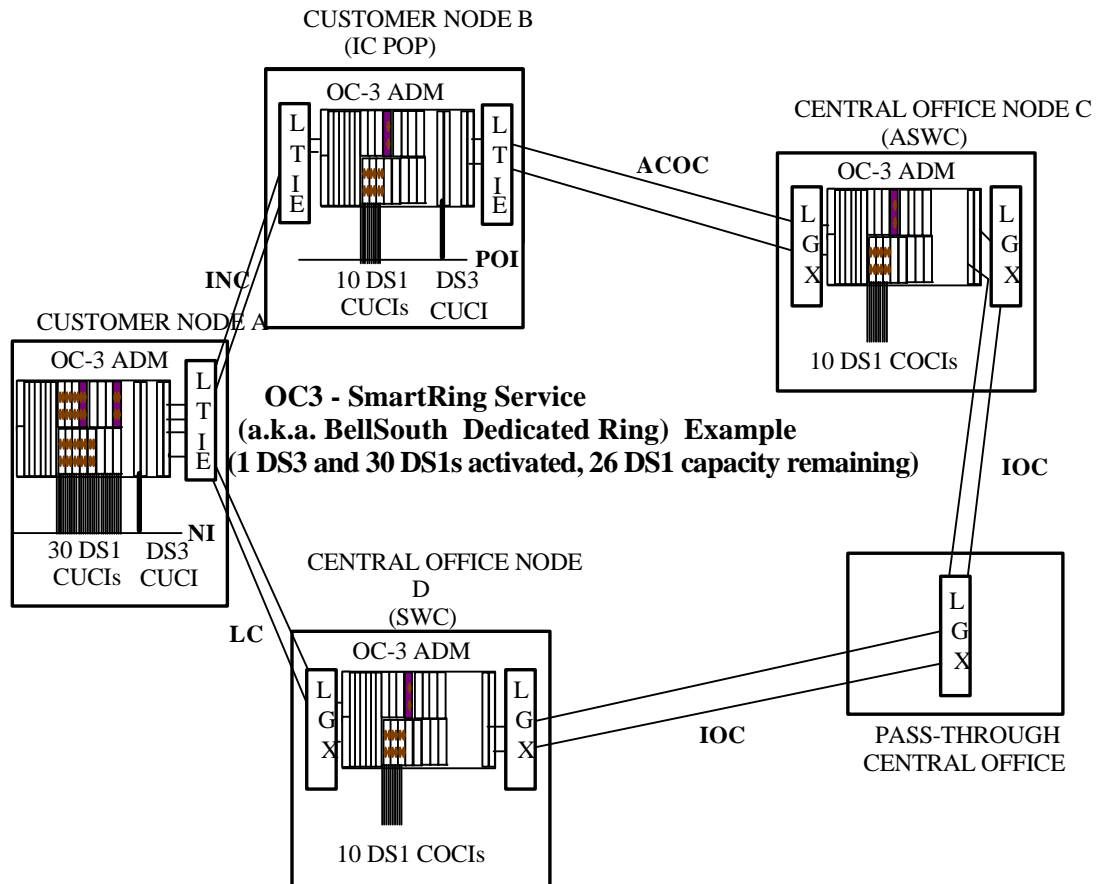 CUSTOMER NODE B
(IC POP)
OC-3 ADM
L
T
IE
L
T
IE
10 DS1
CUCIs
DS3
CUCI
POI
ACOC
CENTRAL OFFICE NODE C
(ASWC)
OC-3 ADM
L
G
X
L
G
X
10 DS1 COCIs
INC
CUSTOMER NODE A
OC-3 ADM
L
T
IE
NI
30 DS1
CUCIs
DS3
CUCI
OC3 - SmartRing Service
(a.k.a. BellSouth Dedicated Ring) Example
(1 DS3 and 30 DS1s activated, 26 DS1 capacity remaining)
IOC
LC
CENTRAL OFFICE NODE
D
(SWC)
OC-3 ADM
L
G
X
L
G
X
10 DS1 COCIs
IOC
L
G
X
PASS-THROUGH
CENTRAL OFFICE